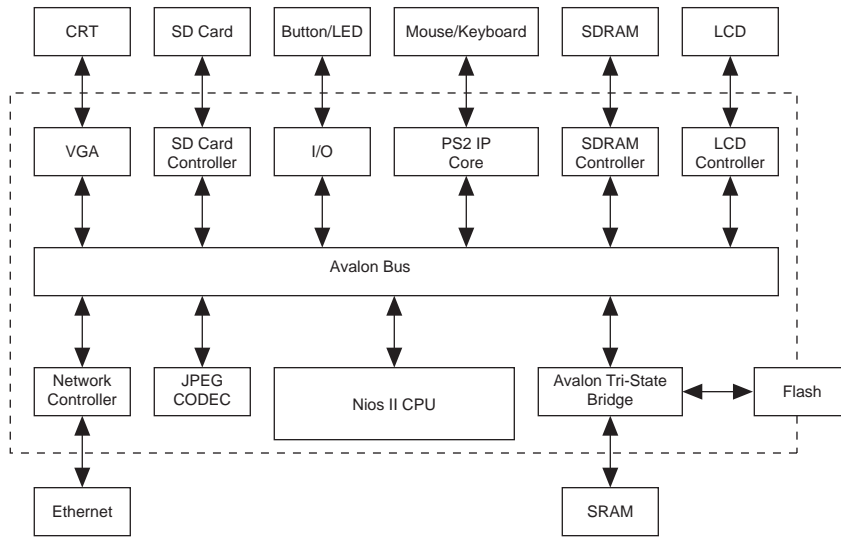 CRT
SD Card
Button/LED
Mouse/Keyboard
SDRAM
LCD
VGA
SD Card
Controller
I/O
PS2 IP
Core
SDRAM
Controller
LCD
Controller
Avalon Bus
Network
Controller
JPEG
CODEC
Nios II CPU
Avalon Tri-State
Bridge
Flash
Ethernet
SRAM